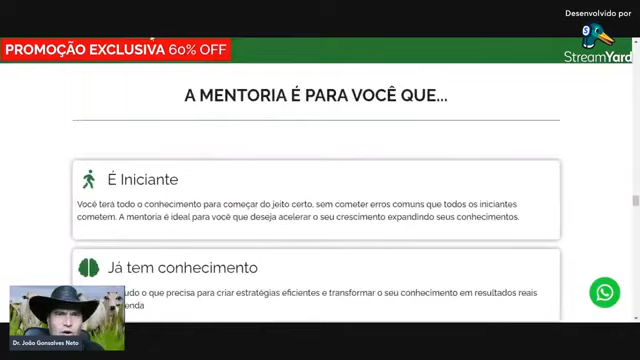 Desenvolvido por
StreamYard
PROMOÇÃO EXCLUSIVA 60% OFF
A MENTORIA É PARA VOCÊ QUE...
É Iniciante
Você terá todo o conhecimento para começar do jeito certo, sem cometer erros comuns que todos os iniciantes
cometem. A mentoria é ideal para você que deseja acelerar o seu crescimento expandindo seus conhecimentos.
Já tem conhecimento
udo o que precisa para criar estratégias eficientes e transformar o seu conhecimento em resultados reais
enda
Dr. João Gonsalves Neto